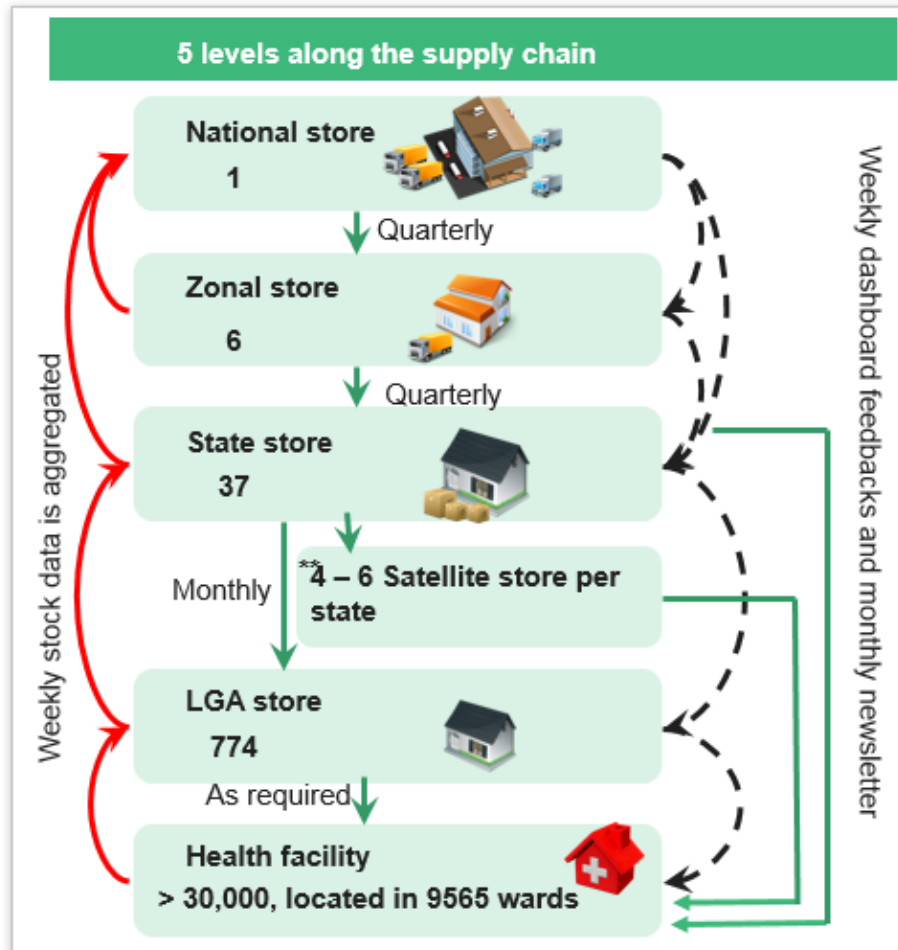 5 levels along the supply chain
National store
1
Quarterly
Zonal store
6
Quarterly
State store
37
Monthly
**4 – 6 Satellite store per
state
LGA store
774
As required
Health facility
> 30,000, located in 9565 wards
Weekly stock data is aggregated
Weekly dashboard feedbacks and monthly newsletter